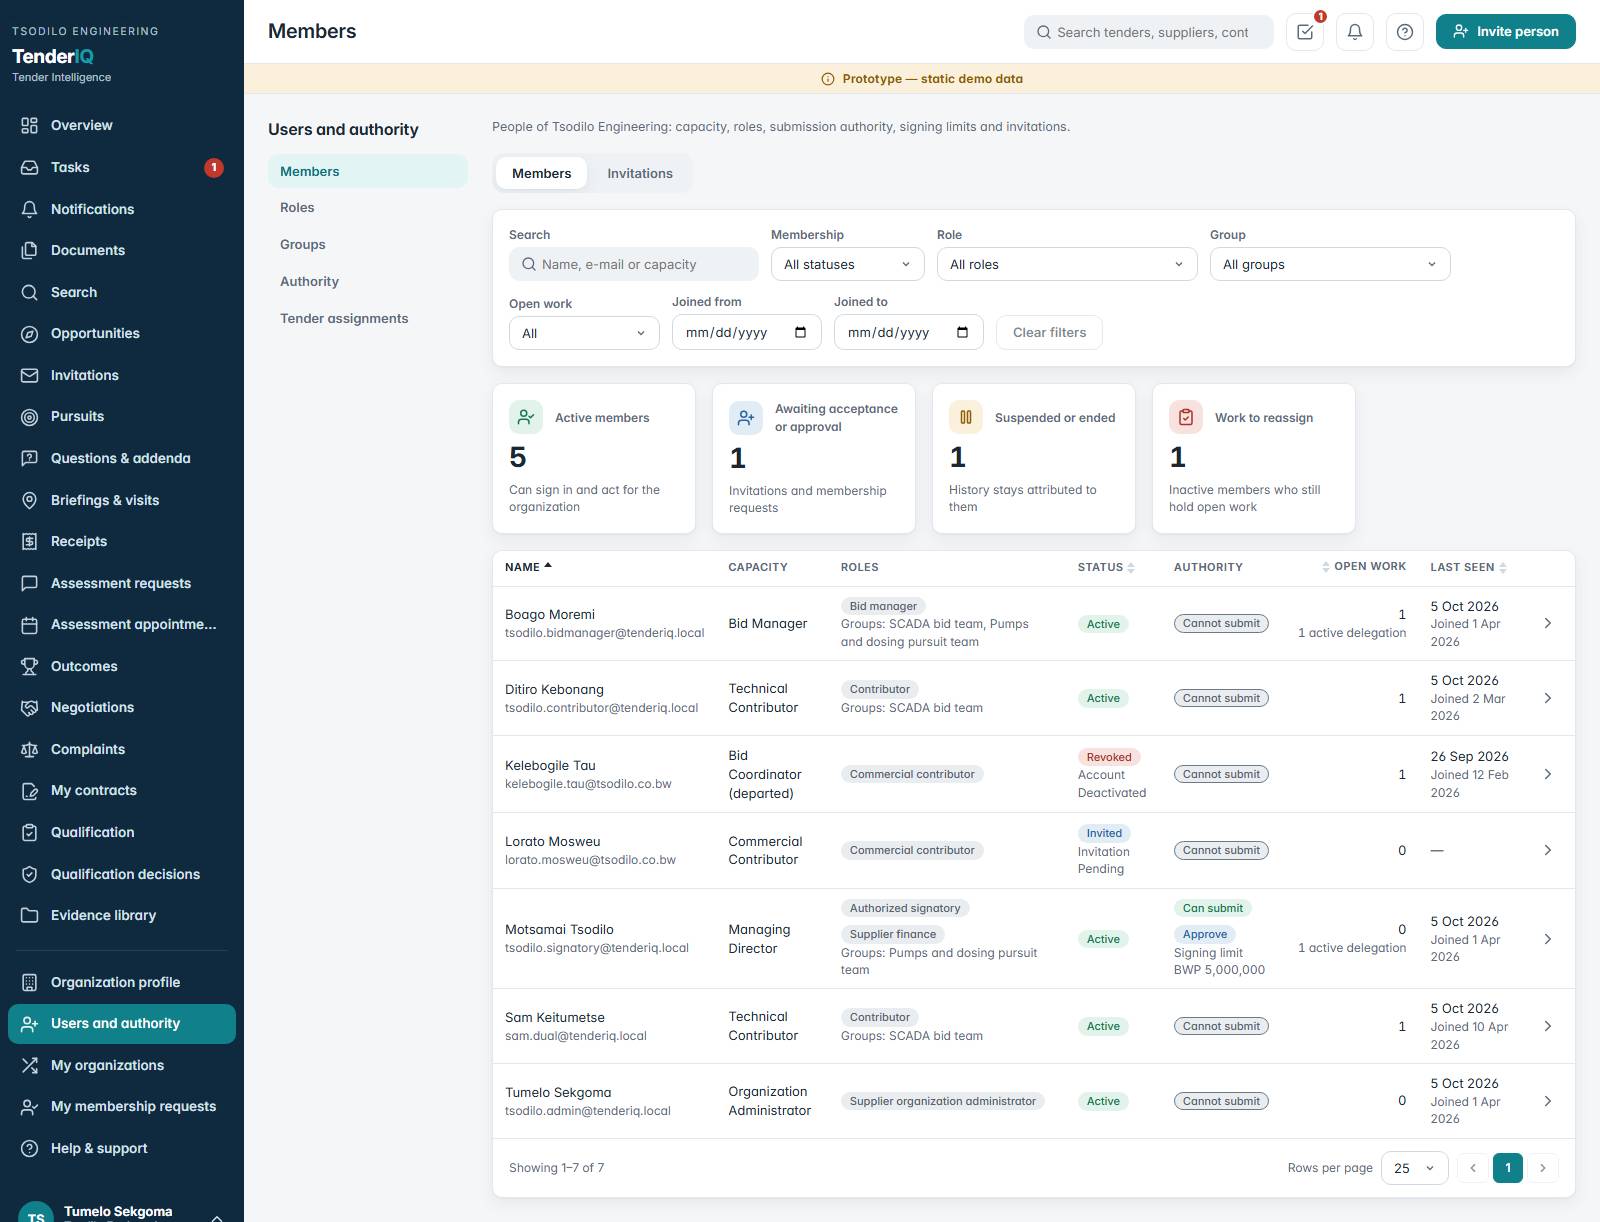 TSODILO ENGINEERING
TenderIQ
Tender Intelligence
Overview
Tasks 1
Notifications
Documents
Search
Opportunities
Invitations
Pursuits
Questions & addenda
Briefings & visits
Receipts
Assessment requests
Assessment appointme...
Outcomes
Negotiations
Complaints
My contracts
Qualification
Qualification decisions
Evidence library
Organization profile
Users and authority
My organizations
My membership requests
Help & support
TS Tumelo Sekgoma
Members
Search tenders, suppliers, cont
1
Invite person
Prototype — static demo data
Users and authority
Members
Roles
Groups
Authority
Tender assignments
People of Tsodilo Engineering: capacity, roles, submission authority, signing limits and invitations.
Members Invitations
Search Membership Role Group
Name, e-mail or capacity All statuses All roles All groups
Open work Joined from Joined to
All mm/dd/yyyy mm/dd/yyyy Clear filters
Active members
5
Can sign in and act for the
organization
Awaiting acceptance
or approval
1
Invitations and membership
requests
Suspended or ended
1
History stays attributed to
them
Work to reassign
1
Inactive members who still
hold open work
NAME CAPACITY ROLES STATUS AUTHORITY OPEN WORK LAST SEEN
Boago Moremi
tsodilo.bidmanager@tenderiq.local
Bid Manager
Bid manager
Groups: SCADA bid team, Pumps
and dosing pursuit team
Active
Cannot submit
1
1 active delegation
5 Oct 2026
Joined 1 Apr
2026
Ditiro Kebonang
tsodilo.contributor@tenderiq.local
Technical
Contributor
Contributor
Groups: SCADA bid team
Active
Cannot submit
1
5 Oct 2026
Joined 2 Mar
2026
Kelebogile Tau
kelebogile.tau@tsodilo.co.bw
Bid
Coordinator
(departed)
Commercial contributor
Revoked
Account
Deactivated
Cannot submit
1
26 Sep 2026
Joined 12 Feb
2026
Lorato Mosweu
lorato.mosweu@tsodilo.co.bw
Commercial
Contributor
Commercial contributor
Invited
Invitation
Pending
Cannot submit
0
—
Motsamai Tsodilo
tsodilo.signatory@tenderiq.local
Managing
Director
Authorized signatory
Supplier finance
Groups: Pumps and dosing pursuit
team
Active
Can submit
Approve
Signing limit
BWP 5,000,000
0
1 active delegation
5 Oct 2026
Joined 1 Apr
2026
Sam Keitumetse
sam.dual@tenderiq.local
Technical
Contributor
Contributor
Groups: SCADA bid team
Active
Cannot submit
1
5 Oct 2026
Joined 10 Apr
2026
Tumelo Sekgoma
tsodilo.admin@tenderiq.local
Organization
Administrator
Supplier organization administrator
Active
Cannot submit
0
5 Oct 2026
Joined 1 Apr
2026
Showing 1–7 of 7
Rows per page 25 1